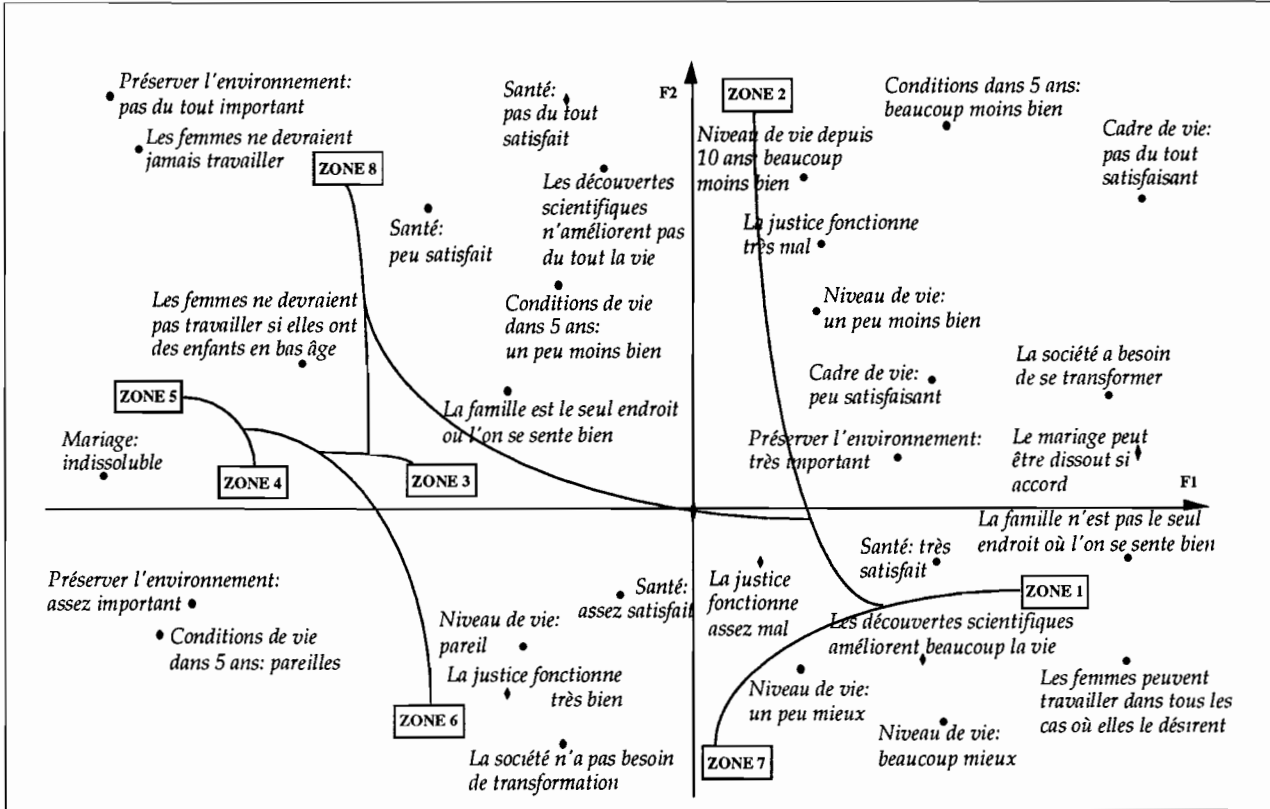 Préserver l'environnement:
pas du tout important
Les femmes ne devraient
jamais travailler
ZONE 8
Santé:
pas du tout
satisfait
F2
ZONE 2
Conditions dans 5 ans:
beaucoup moins bien
Cadre de vie:
pas du tout
satisfaisant
Niveau de vie depuis
10 ans: beaucoup
moins bien
Les découvertes
scientifiques
n'améliorent pas
du tout la vie
Santé:
peu satisfait
La justice fonctionne
très mal
Les femmes ne devraient
pas travailler si elles ont
des enfants en bas âge
Conditions de vie
dans 5 ans:
un peu moins bien
Niveau de vie:
un peu moins bien
La société a besoin
de se transformer
Cadre de vie:
peu satisfaisant
ZONE 5
La famille est le seul endroit
où l'on se sente bien
Mariage:
indissoluble
ZONE 4
ZONE 3
Préserver l'environnement:
très important
Le mariage peut
être dissout si
accord
F1
La famille n'est pas le seul
endroit où l'on se sente bien
Santé: très
satisfait
Préserver l'environnement:
assez important
Santé:
assez satisfait
La justice
fonctionne
assez mal
ZONE 1
Conditions de vie
dans 5 ans: pareilles
Niveau de vie:
pareil
Les découvertes scientifiques
améliorent beaucoup la vie
La justice fonctionne
très bien
Niveau de vie:
un peu mieux
Les femmes peuvent
travailler dans tous les
cas où elles le désirent
ZONE 6
Niveau de vie:
beaucoup mieux
La société n'a pas besoin
de transformation
ZONE 7